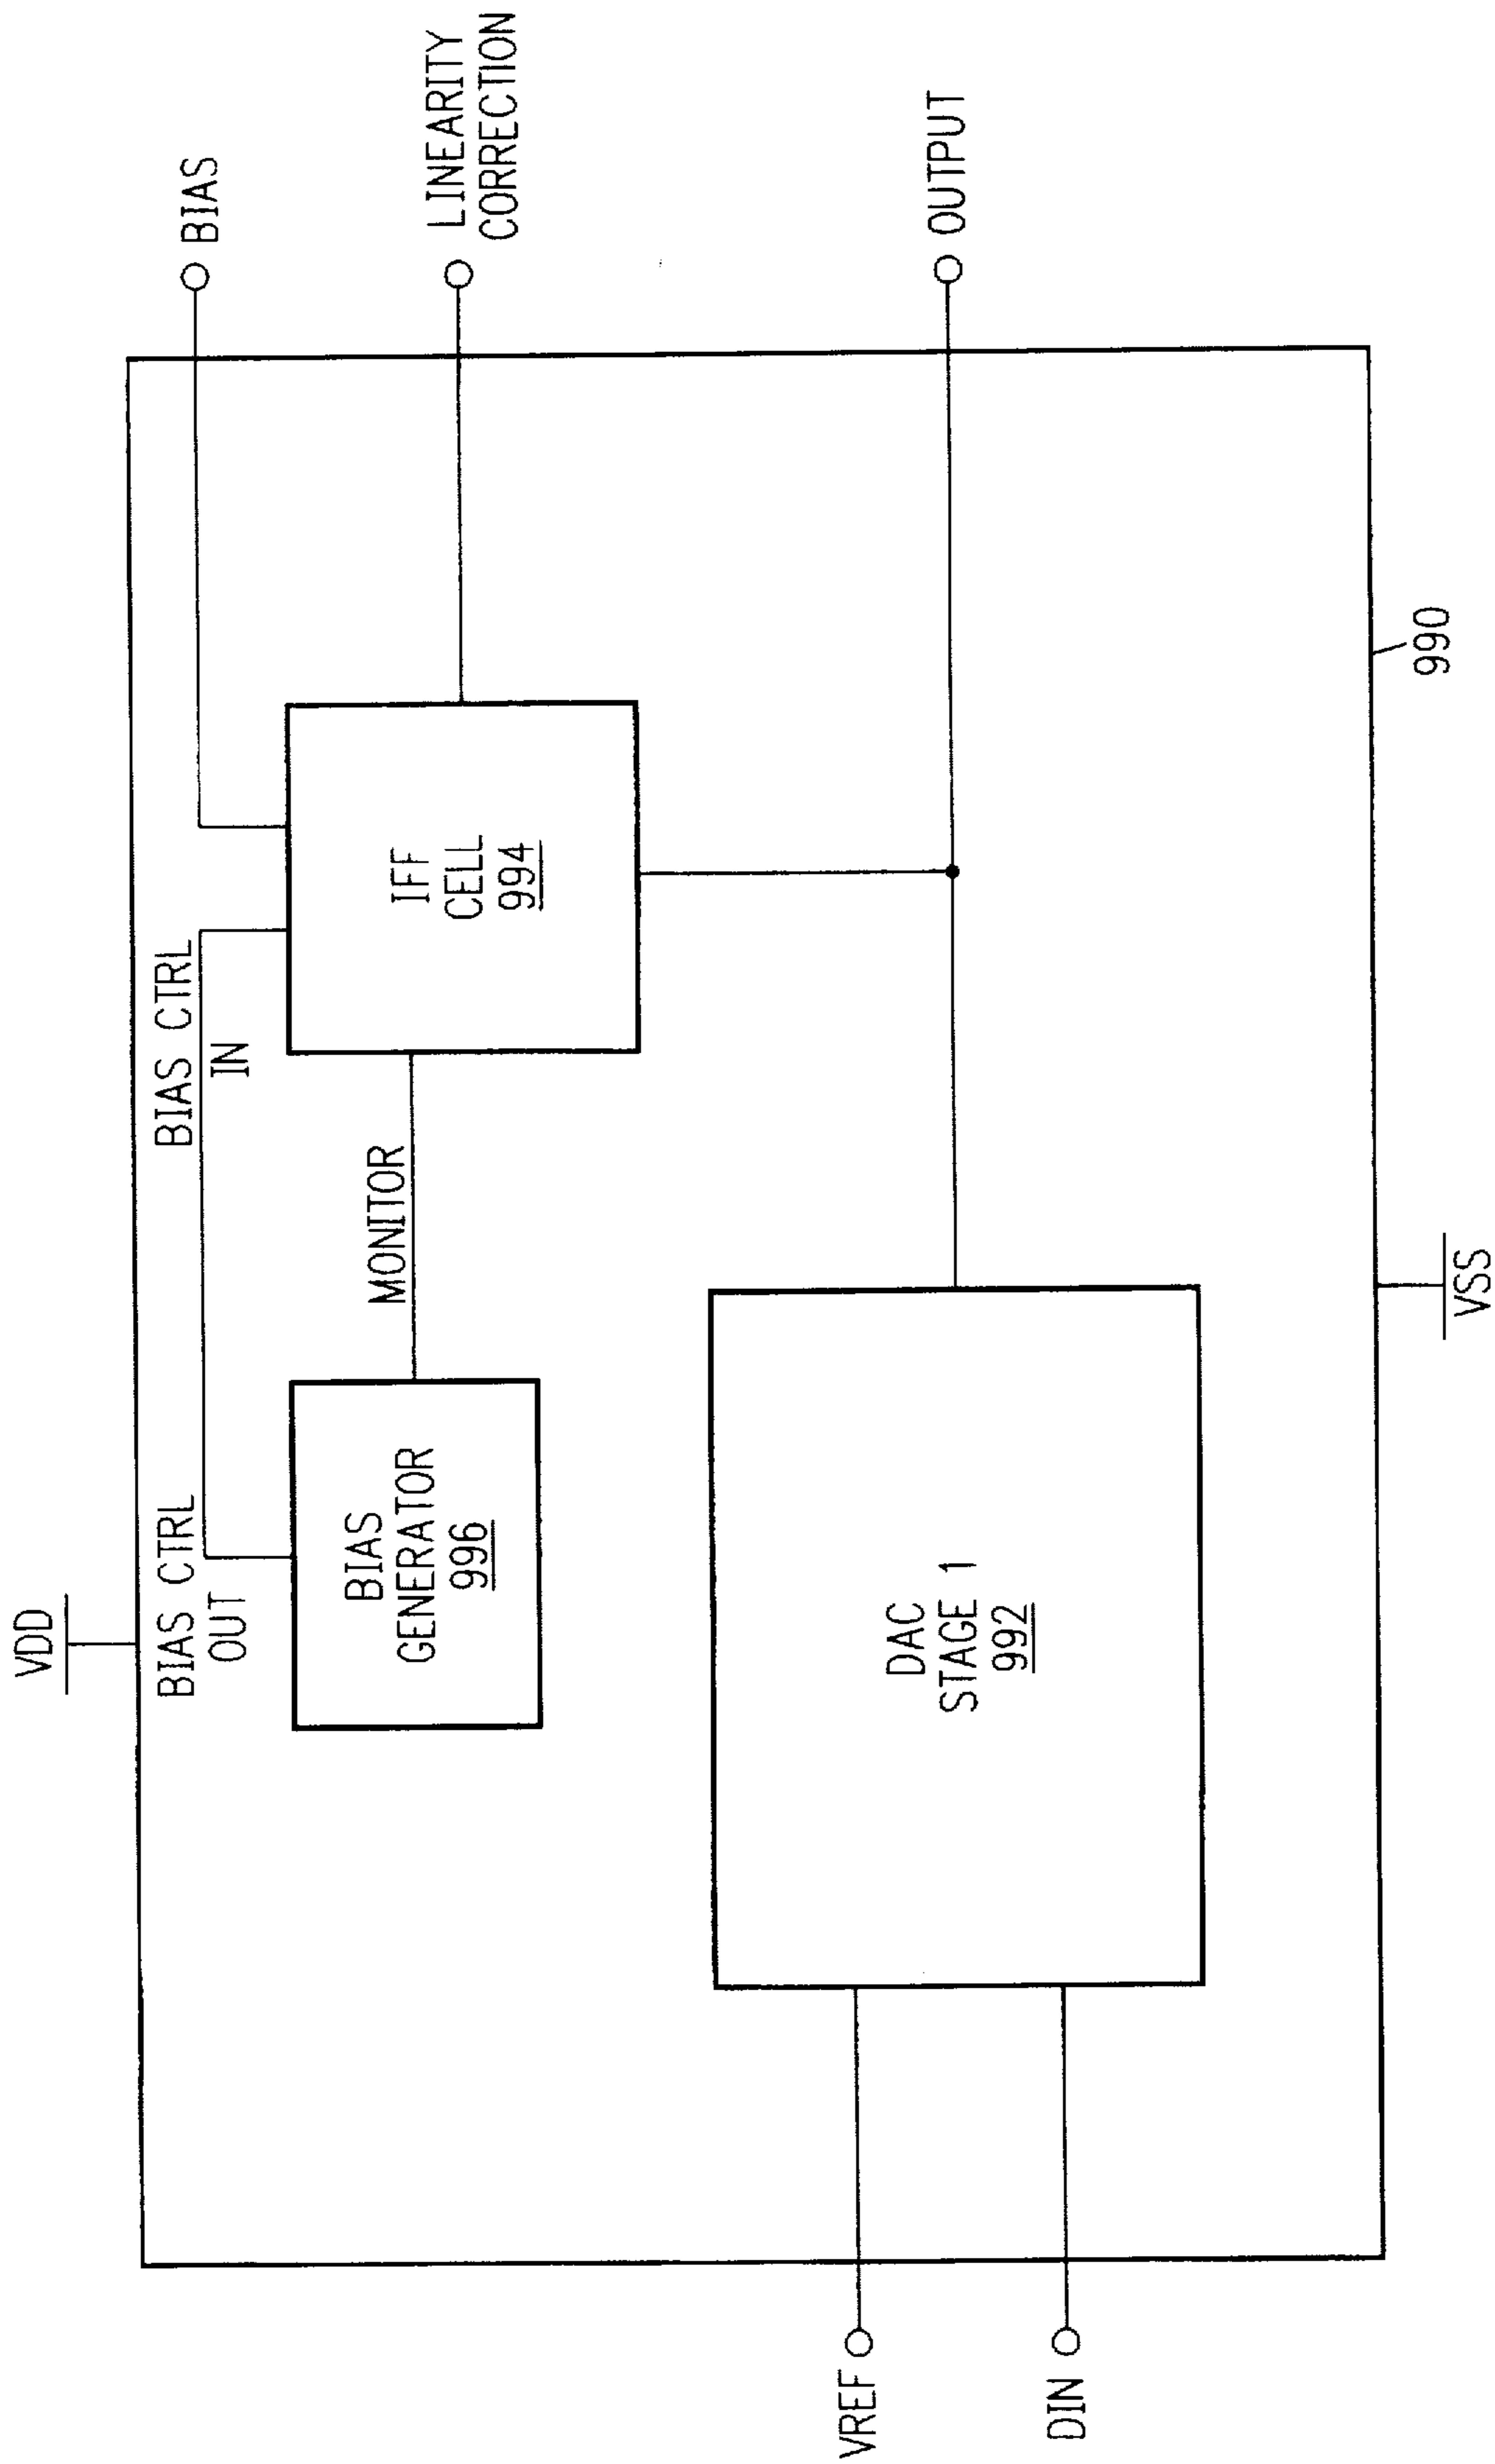 VDD
BIAS CTRL
OUT
BIAS CTRL
IN
BIAS
BIAS
GENERATOR
996
MONITOR
IFF
CELL
994
LINEARITY
CORRECTION
VREF
DIN
DAC
STAGE 1
992
OUTPUT
VSS
990